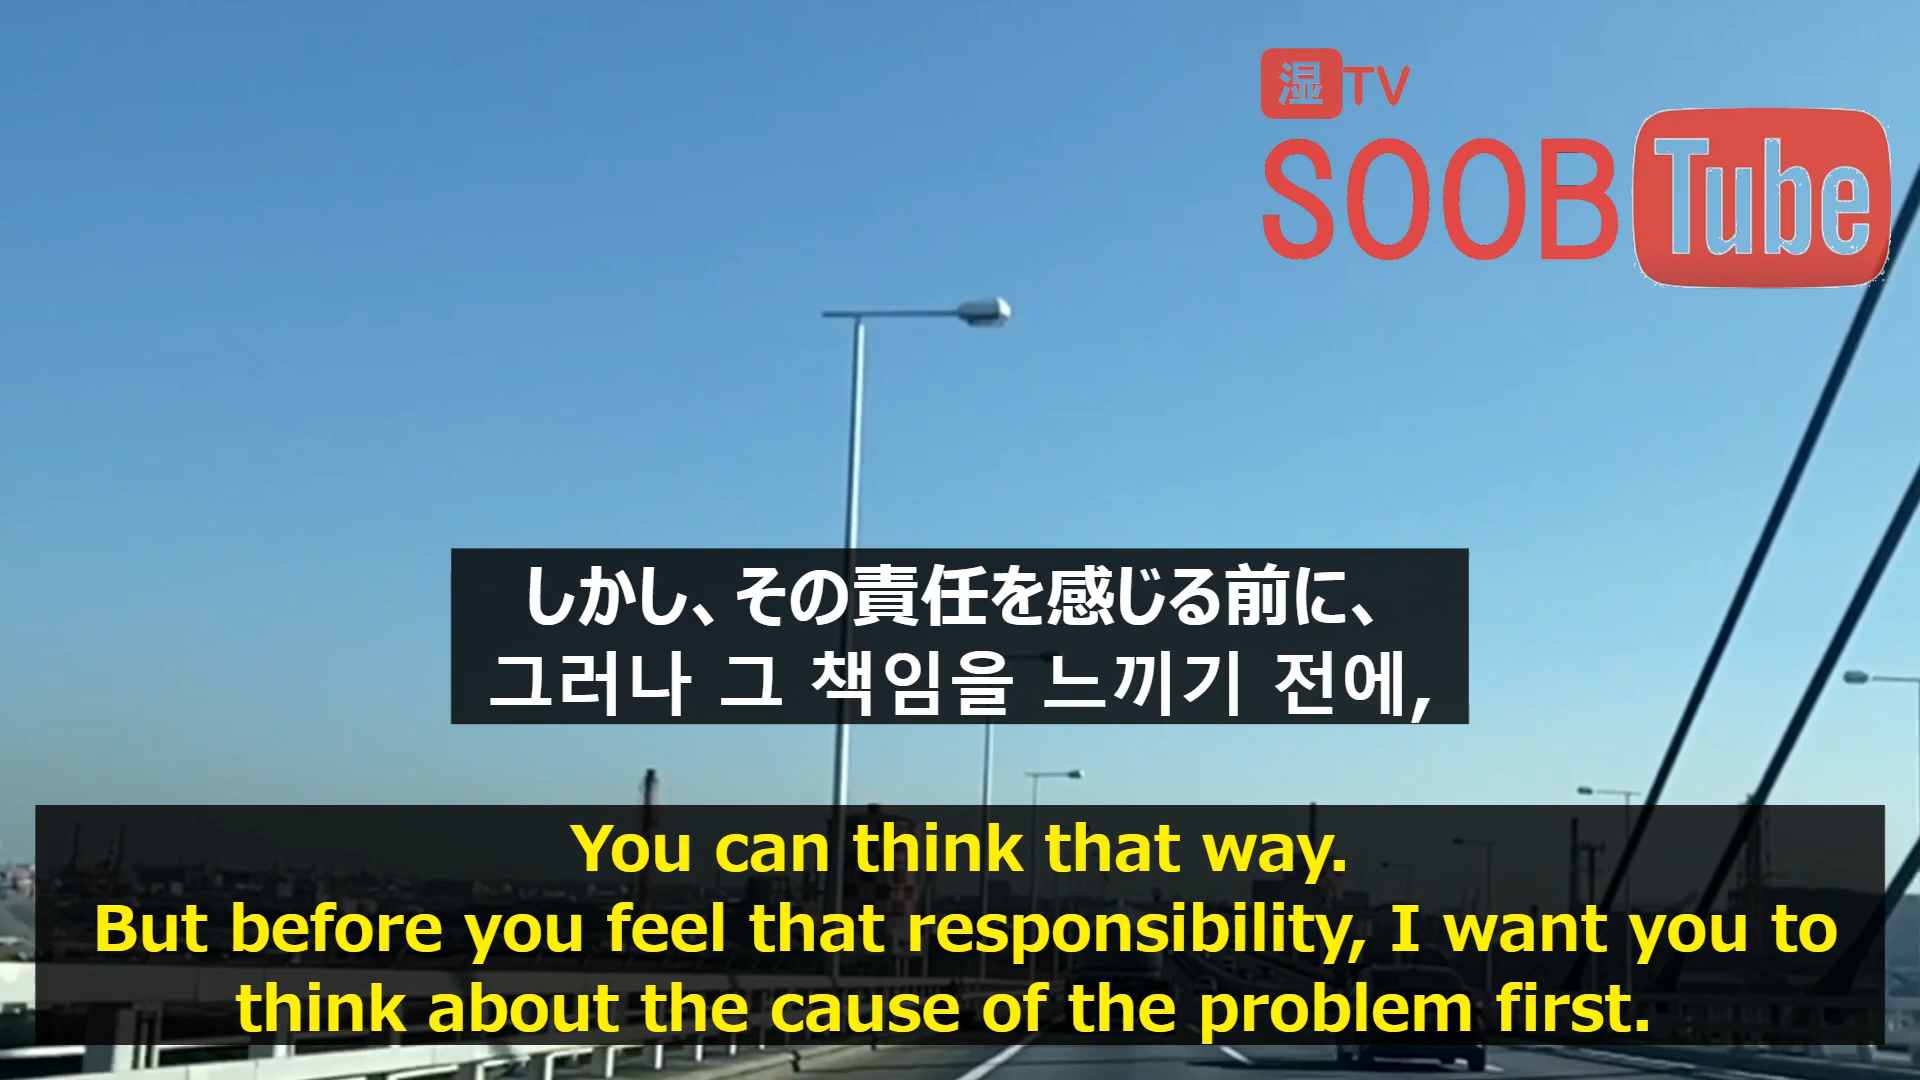 湿TV
SOOBTube
しかし、その責任を感じる前に、
그러나 그 책임을 느끼기 전에,
You can think that way.
But before you feel that responsibility, I want you to
think about the cause of the problem first.